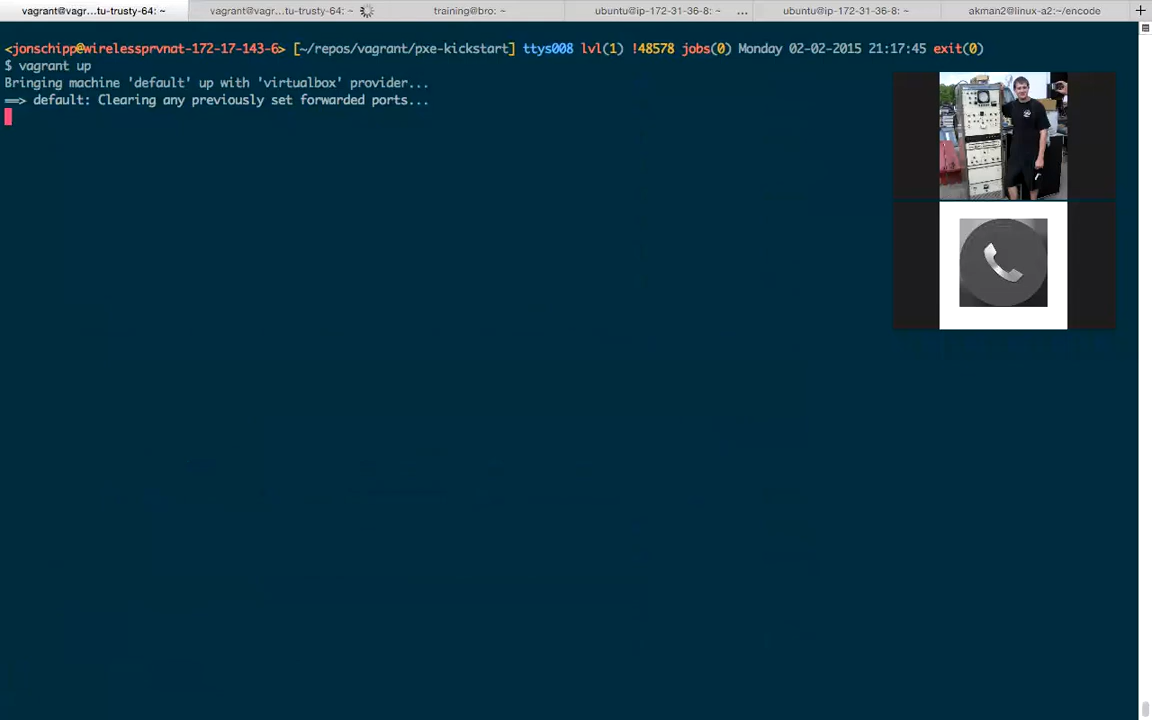 vagrant@vagr...tu-trusty-64: ~
vagrant@vagr...tu-trusty-64: ~
training@bro: ~
ubuntu@ip-172-31-36-8: ~
...
ubuntu@ip-172-31-36-8: ~
akman2@linux-a2:~/encode
+
<jonschipp@wirelessprvnat-172-17-143-6> [~/repos/vagrant/pxe-kickstart] ttys008 lvl(1) !48578 jobs(0) Monday 02-02-2015 21:17:45 exit(0)
$ vagrant up
Bringing machine 'default' up with 'virtualbox' provider...
==> default: Clearing any previously set forwarded ports...